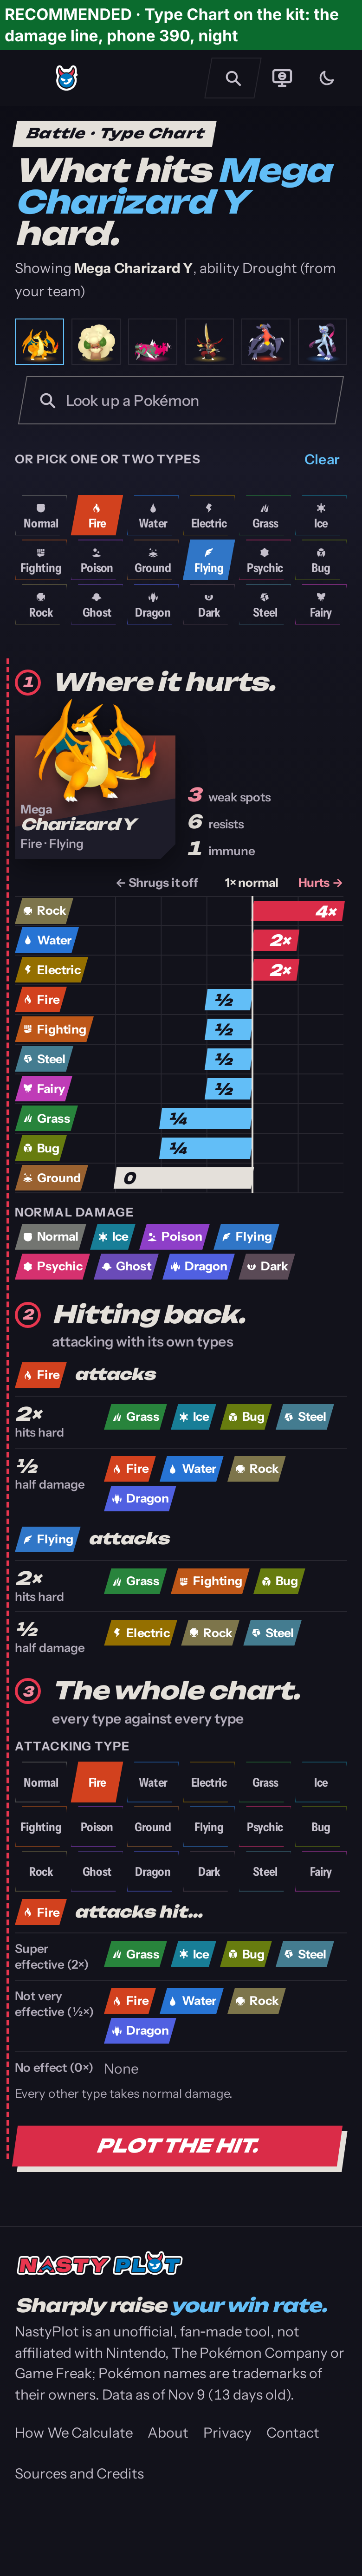 RECOMMENDED · Type Chart on the kit: the
damage line, phone 390, night
Battle · Type Chart
What hits Mega
Charizard Y
hard.
Showing Mega Charizard Y, ability Drought (from
your team)
Look up a Pokémon
OR PICK ONE OR TWO TYPES Clear
Normal Fire Water Electric Grass Ice
Fighting Poison Ground Flying Psychic Bug
Rock Ghost Dragon Dark Steel Fairy
1 Where it hurts.
Mega
Charizard Y
Fire · Flying
3 weak spots
6 resists
1 immune
← Shrugs it off 1× normal Hurts →
Rock 4×
Water 2×
Electric 2×
Fire ½
Fighting ½
Steel ½
Fairy ½
Grass ¼
Bug ¼
Ground 0
NORMAL DAMAGE
Normal Ice Poison Flying
Psychic Ghost Dragon Dark
2 Hitting back.
attacking with its own types
Fire attacks
2× Grass Ice Bug Steel
hits hard
½ Fire Water Rock
half damage
Dragon
Flying attacks
2× Grass Fighting Bug
hits hard
½ Electric Rock Steel
half damage
3 The whole chart.
every type against every type
ATTACKING TYPE
Normal Fire Water Electric Grass Ice
Fighting Poison Ground Flying Psychic Bug
Rock Ghost Dragon Dark Steel Fairy
Fire attacks hit...
Super
effective (2×) Grass Ice Bug Steel
Not very
effective (½×) Fire Water Rock
Dragon
No effect (0×) None
Every other type takes normal damage.
PLOT THE HIT.
NASTY PLOT
Sharply raise your win rate.
NastyPlot is an unofficial, fan-made tool, not
affiliated with Nintendo, The Pokémon Company or
Game Freak; Pokémon names are trademarks of
their owners. Data as of Nov 9 (13 days old).
How We Calculate About Privacy Contact
Sources and Credits